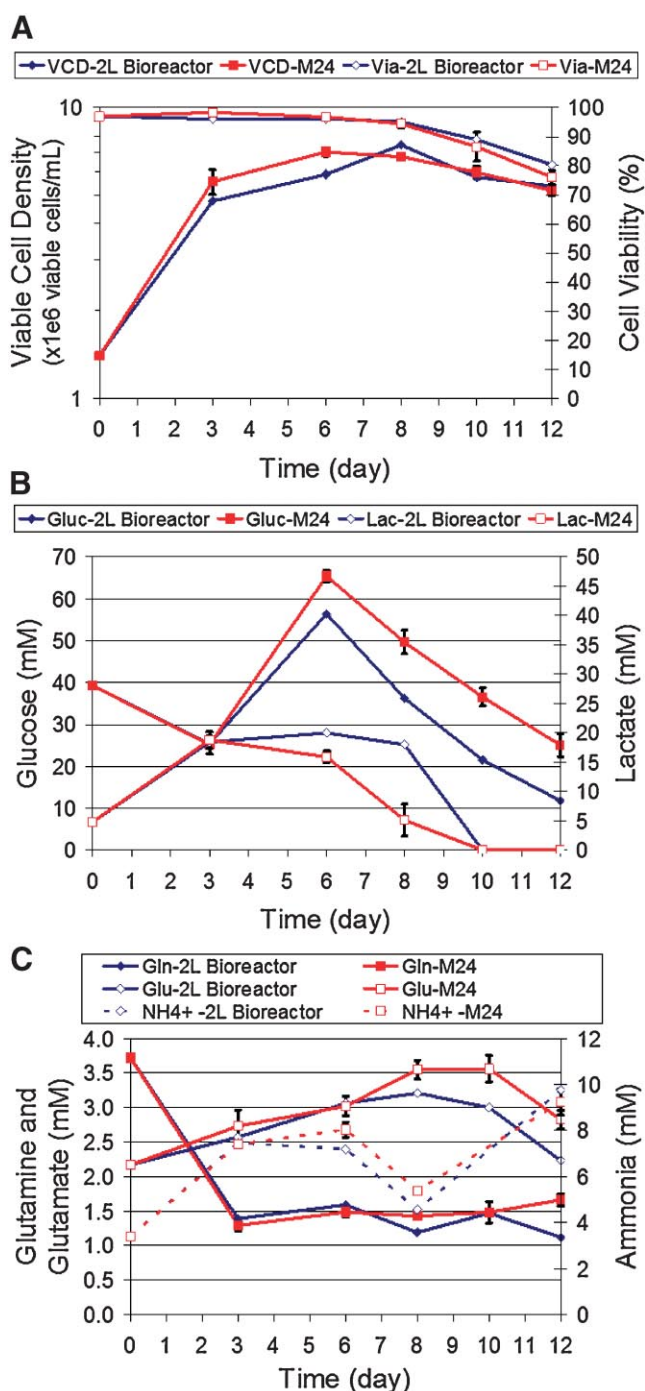 A
VCD-2L Bioreactor VCD-M24 Via-2L Bioreactor Via-M24
10 100
90
80
70
60
50
40
30
20
10
1 0
Viable Cell Density
(x1e6 viable cells/mL)
Cell Viability (%)
0 1 2 3 4 5 6 7 8 9 10 11 12
Time (day)
B
Gluc-2L Bioreactor Gluc-M24 Lac-2L Bioreactor Lac-M24
70 50
60 45
50 40
40 35
30 30
20 25
10 20
0 15
10
5
0
Glucose (mM)
Lactate (mM)
0 1 2 3 4 5 6 7 8 9 10 11 12
Time (day)
C
Gln-2L Bioreactor Gln-M24
Glu-2L Bioreactor Glu-M24
NH4+ -2L Bioreactor NH4+ -M24
4.0 12
3.5 10
3.0 8
2.5 6
2.0 4
1.5 2
1.0 0
0.5
0.0
Glutamine and
Glutamate (mM)
Ammonia (mM)
0 1 2 3 4 5 6 7 8 9 10 11 12
Time (day)